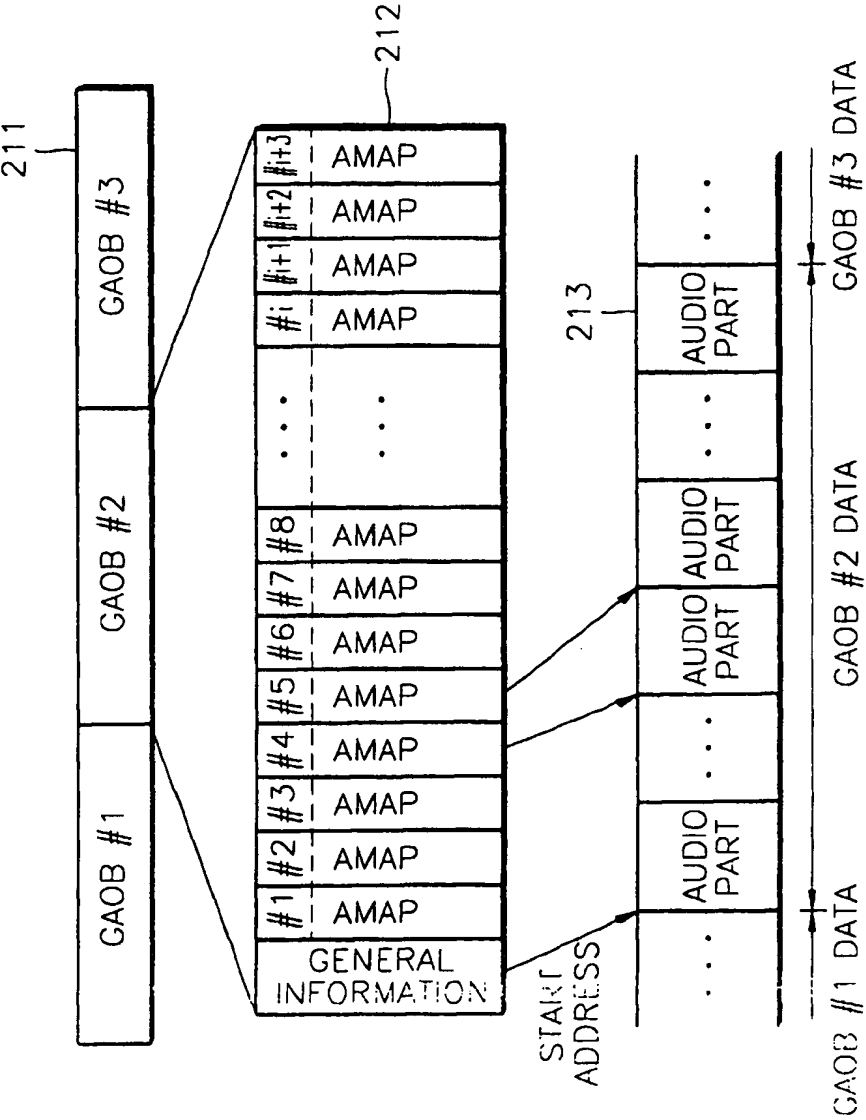 211
GAOB #1
GAOB #2
GAOB #3
212
GENERAL
INFORMATION
#1
AMAP
#2
AMAP
#3
AMAP
#4
AMAP
#5
AMAP
#6
AMAP
#7
AMAP
#8
AMAP
...
...
#i
AMAP
#i+1
AMAP
#i+2
AMAP
#i+3
AMAP
START
ADDRESS
213
....
AUDIO
PART
...
AUDIO
PART
AUDIO
PART
...
AUDIO
PART
...
GAOB #1 DATA
GAOB #2 DATA
GAOB #3 DATA